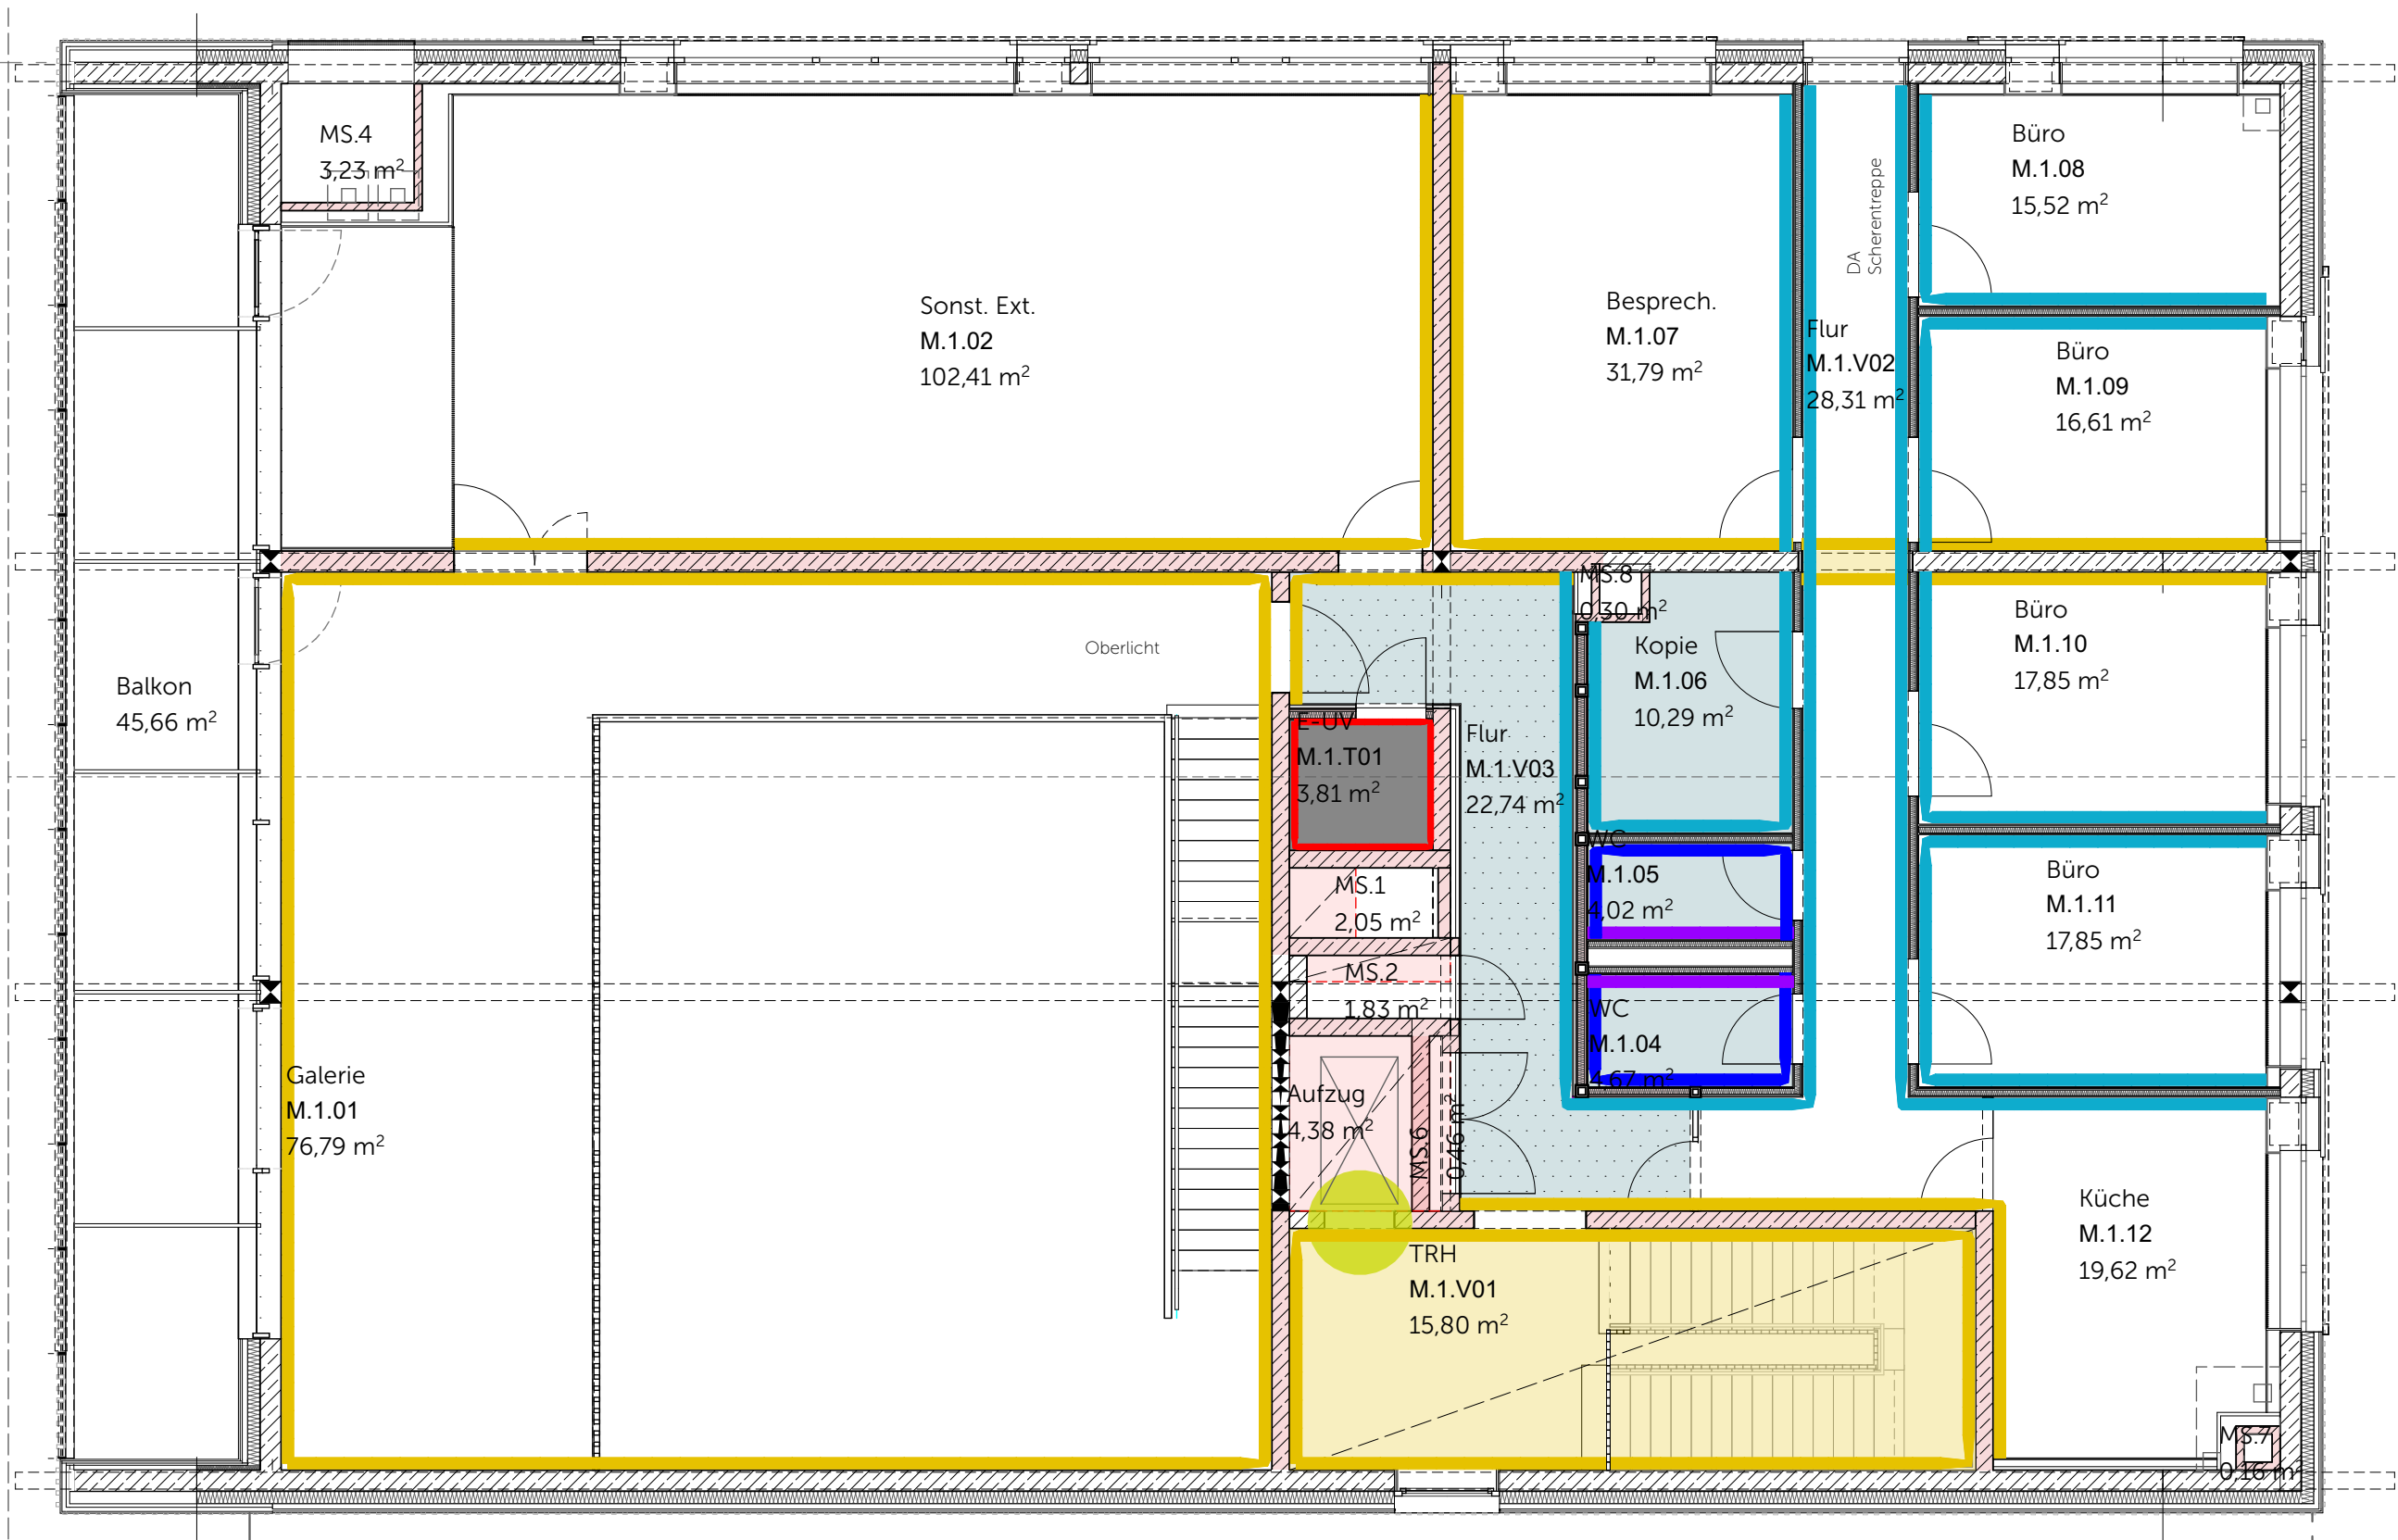 MS.4
3,23 m²
Sonst. Ext.
M.1.02
102,41 m²
Besprech.
M.1.07
31,79 m²
DA
Scherentreppe
Flur
M.1.V02
28,31 m²
Büro
M.1.08
15,52 m²
Büro
M.1.09
16,61 m²
Balkon
45,66 m²
Oberlicht
MS.8
0,30 m²
Kopie
M.1.06
10,29 m²
Büro
M.1.10
17,85 m²
E-UV
M.1.T01
3,81 m²
Flur
M.1.V03
22,74 m²
WC
M.1.05
4,02 m²
Büro
M.1.11
17,85 m²
MS.1
2,05 m²
MS.2
1,83 m²
WC
M.1.04
4,67 m²
Galerie
M.1.01
76,79 m²
Aufzug
4,38 m²
MS.6
0,46 m²
Küche
M.1.12
19,62 m²
TRH
M.1.V01
15,80 m²
MS.7
0,16 m²